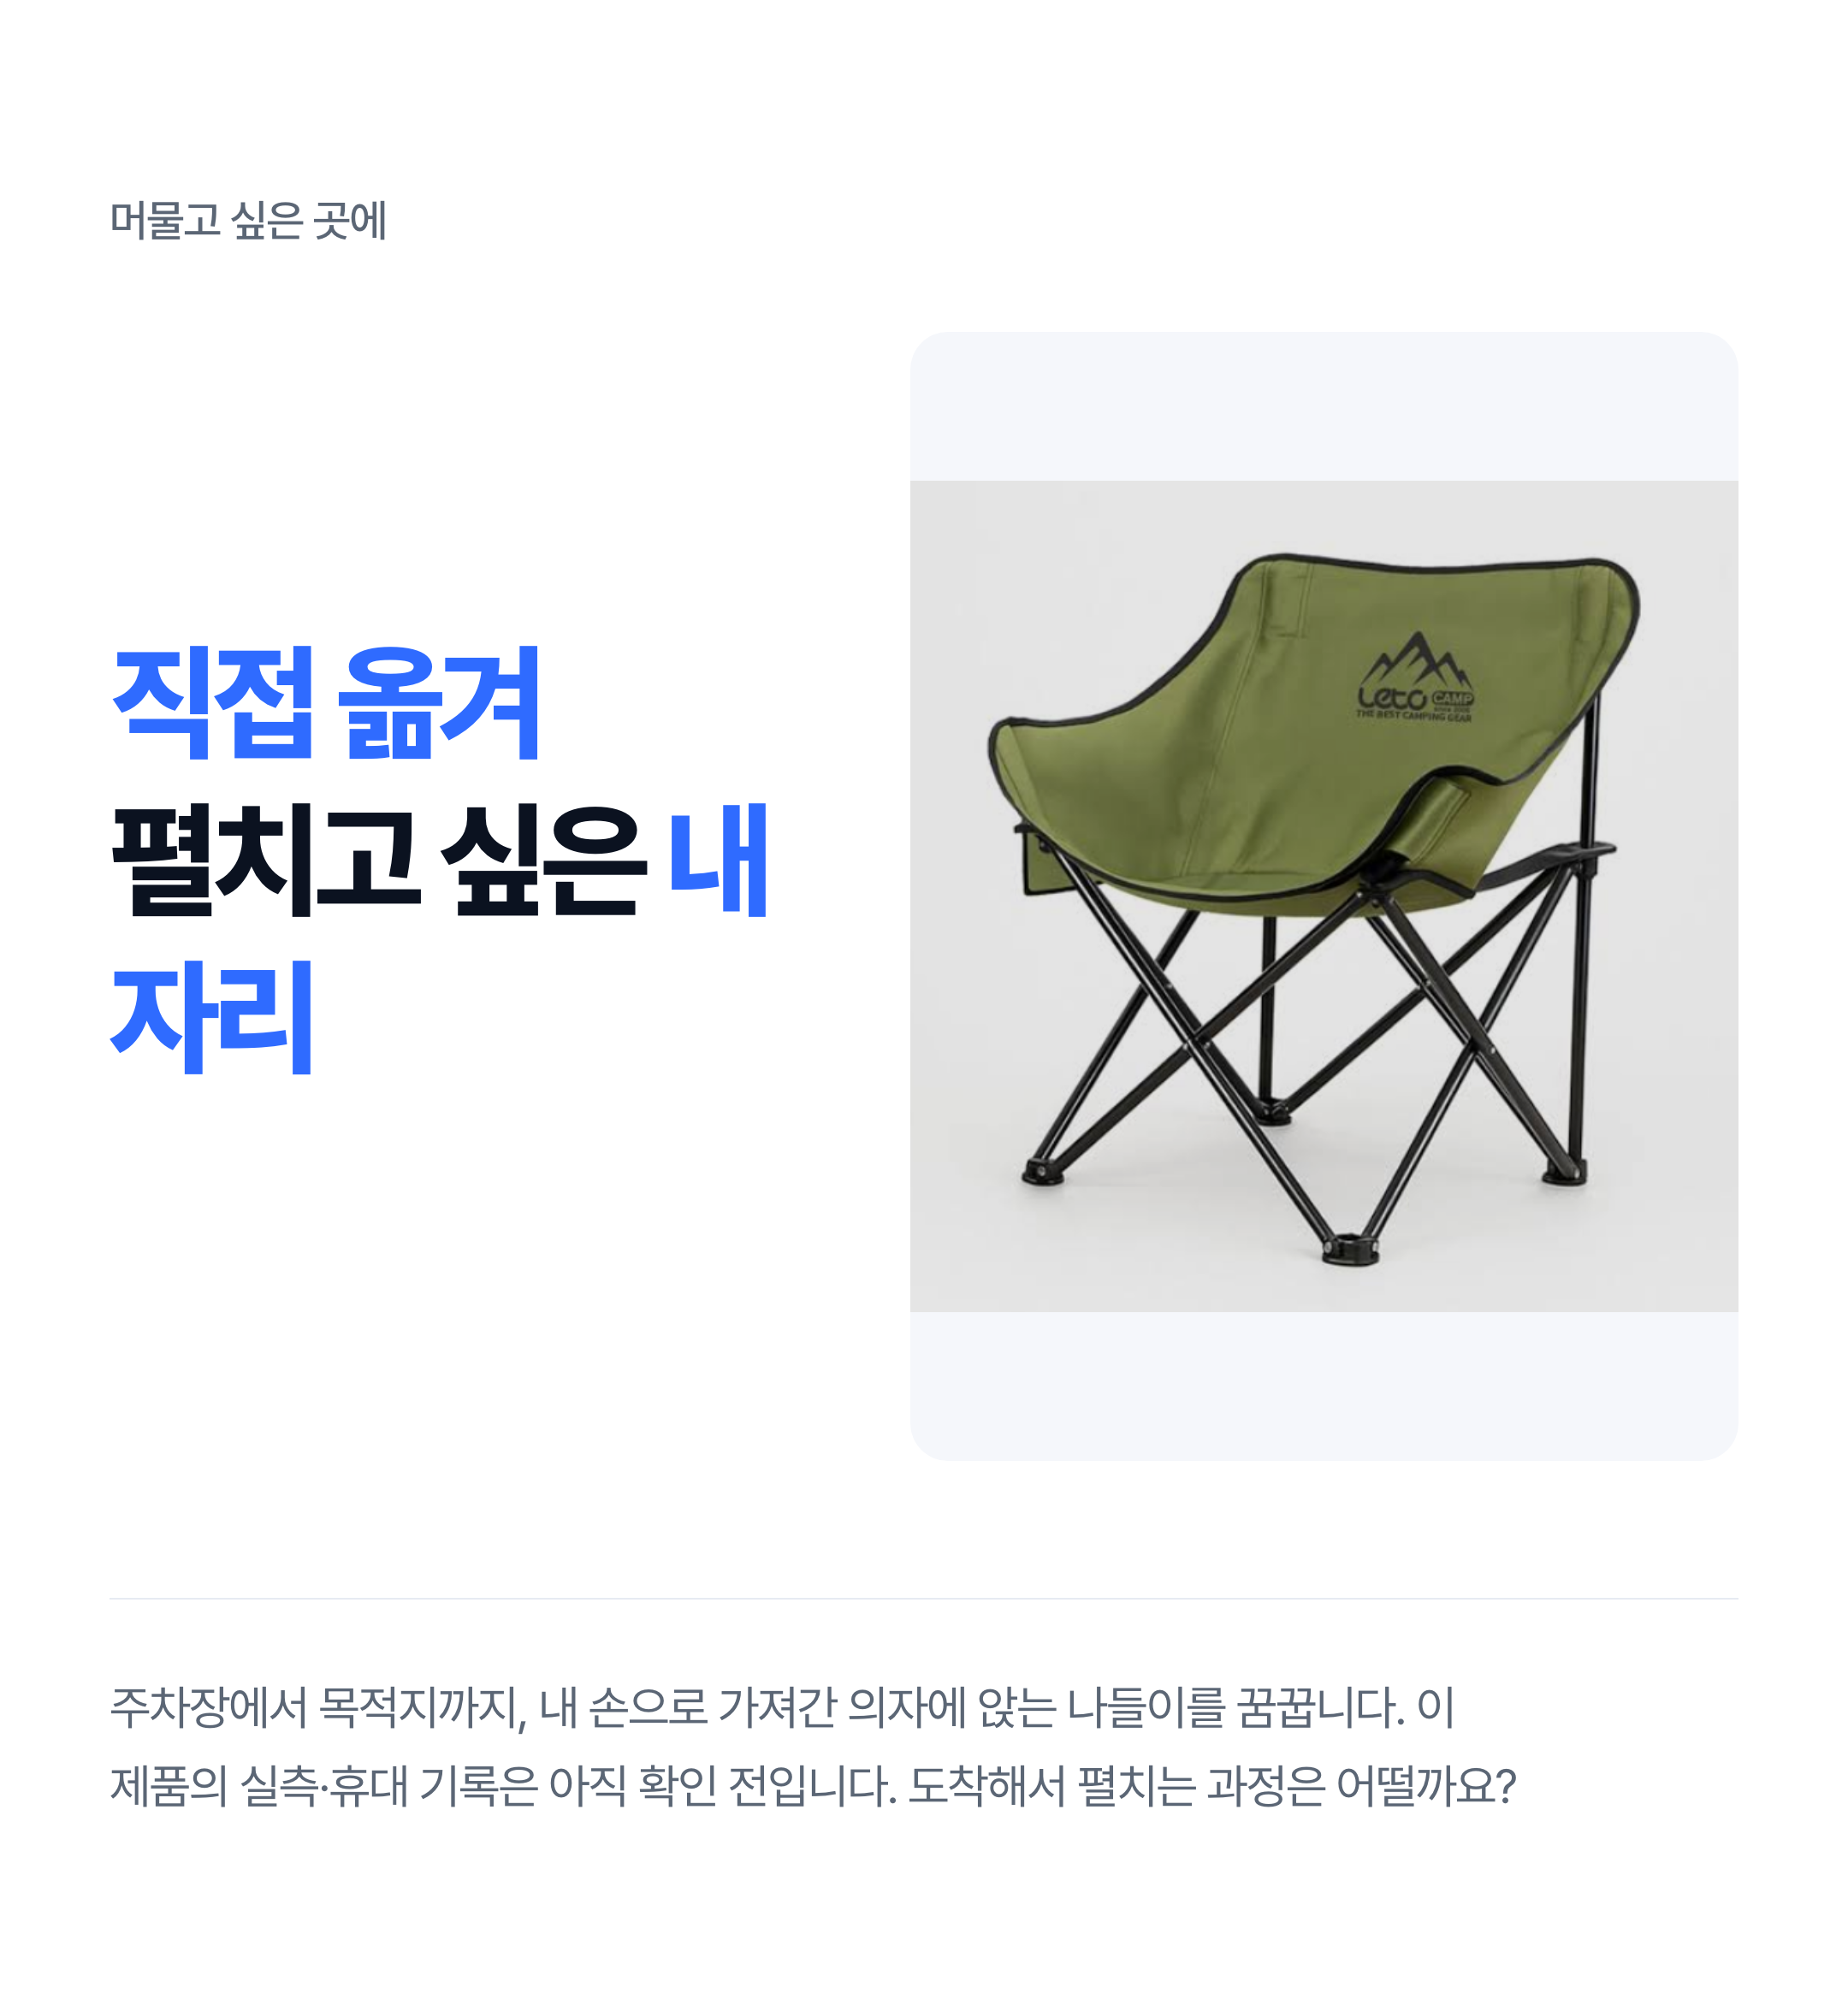 머물고 싶은 곳에
직접 옮겨
펼치고 싶은 내
자리
Leto CAMP
since 2006
THE BEST CAMPING GEAR
주차장에서 목적지까지, 내 손으로 가져간 의자에 앉는 나들이를 꿈꿉니다. 이
제품의 실측·휴대 기록은 아직 확인 전입니다. 도착해서 펼치는 과정은 어떨까요?